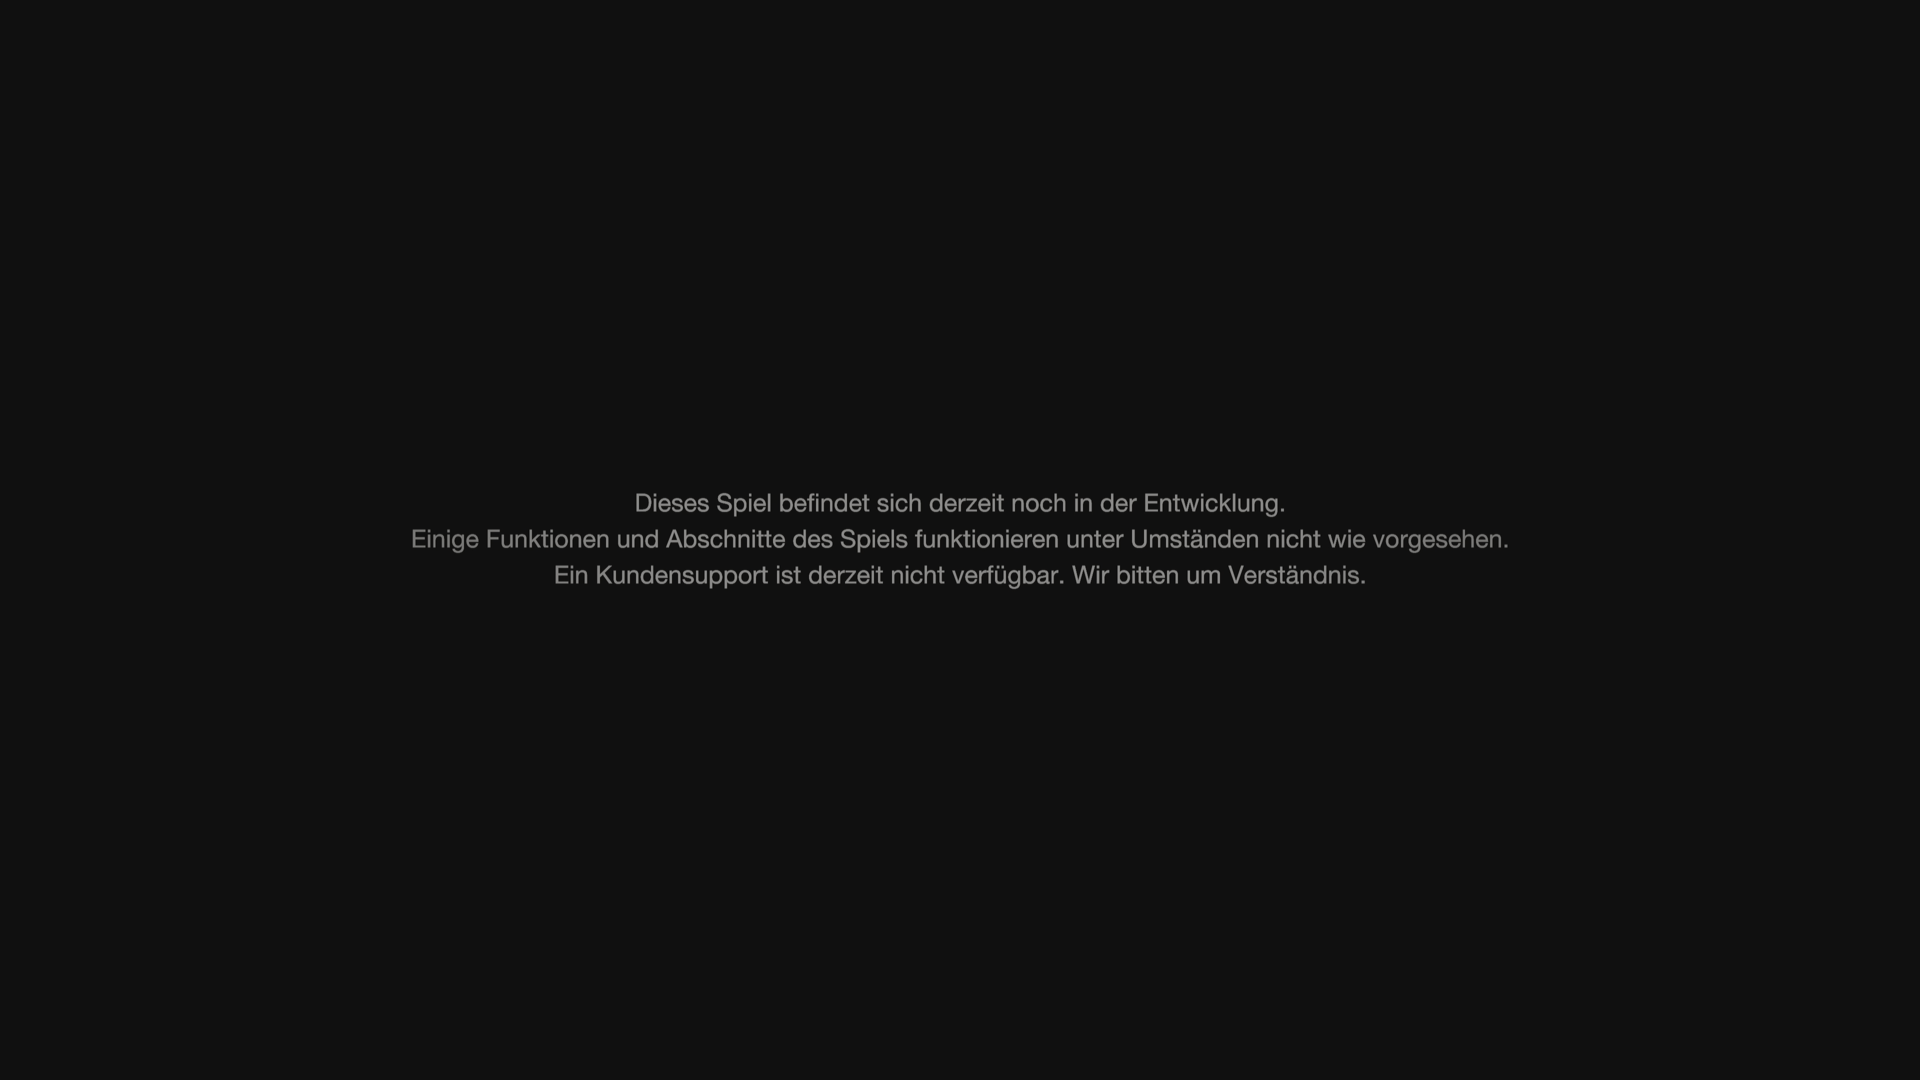 Dieses Spiel befindet sich derzeit noch in der Entwicklung.
Einige Funktionen und Abschnitte des Spiels funktionieren unter Umständen nicht wie vorgesehen.
Ein Kundensupport ist derzeit nicht verfügbar. Wir bitten um Verständnis.